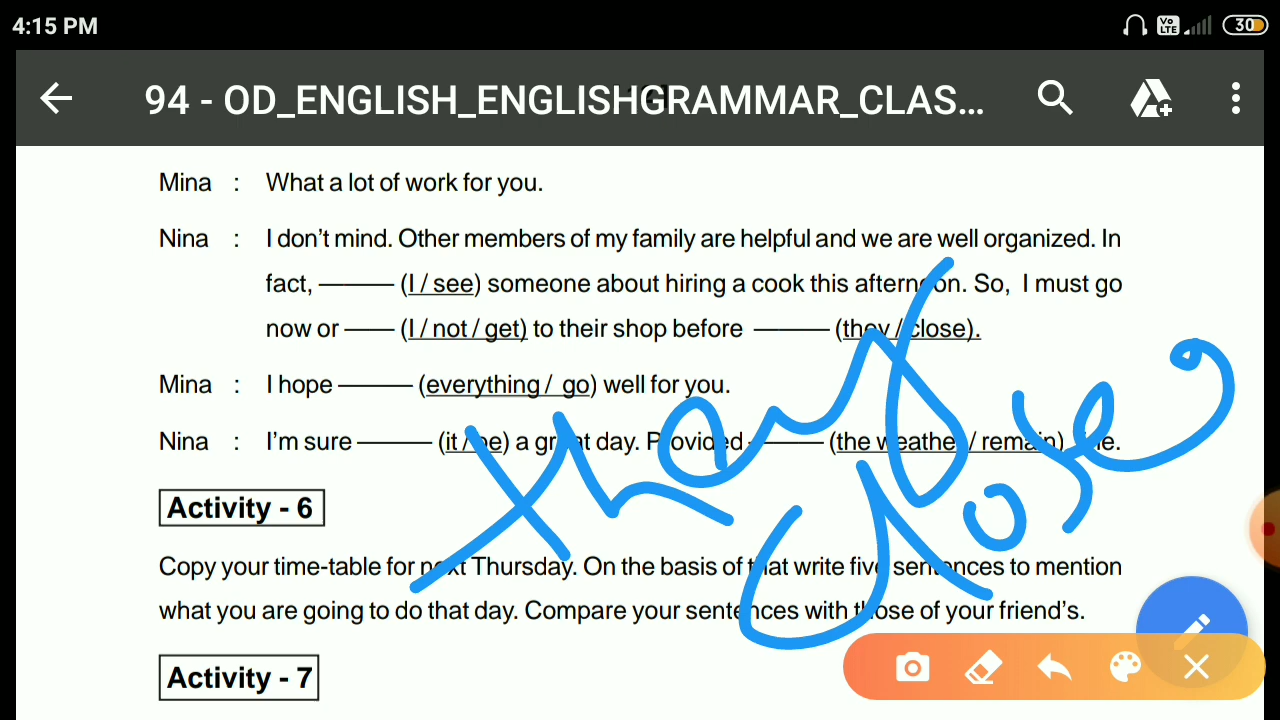 4:15 PM
Vo LTE 30
94 - OD_ENGLISH_ENGLISHGRAMMAR_CLAS...
Mina : What a lot of work for you.
Nina : I don't mind. Other members of my family are helpful and we are well organized. In
fact, ——— (I / see) someone about hiring a cook this afternoon. So, I must go
now or —— (I / not / get) to their shop before ——— (they / close).
Mina : I hope ——— (everything / go) well for you.
Nina : I'm sure ——— (it / be) a great day. Provided ——— (the weather / remain) fine.
Activity - 6
Copy your time-table for next Thursday. On the basis of that write five sentences to mention
what you are going to do that day. Compare your sentences with those of your friend's.
Activity - 7